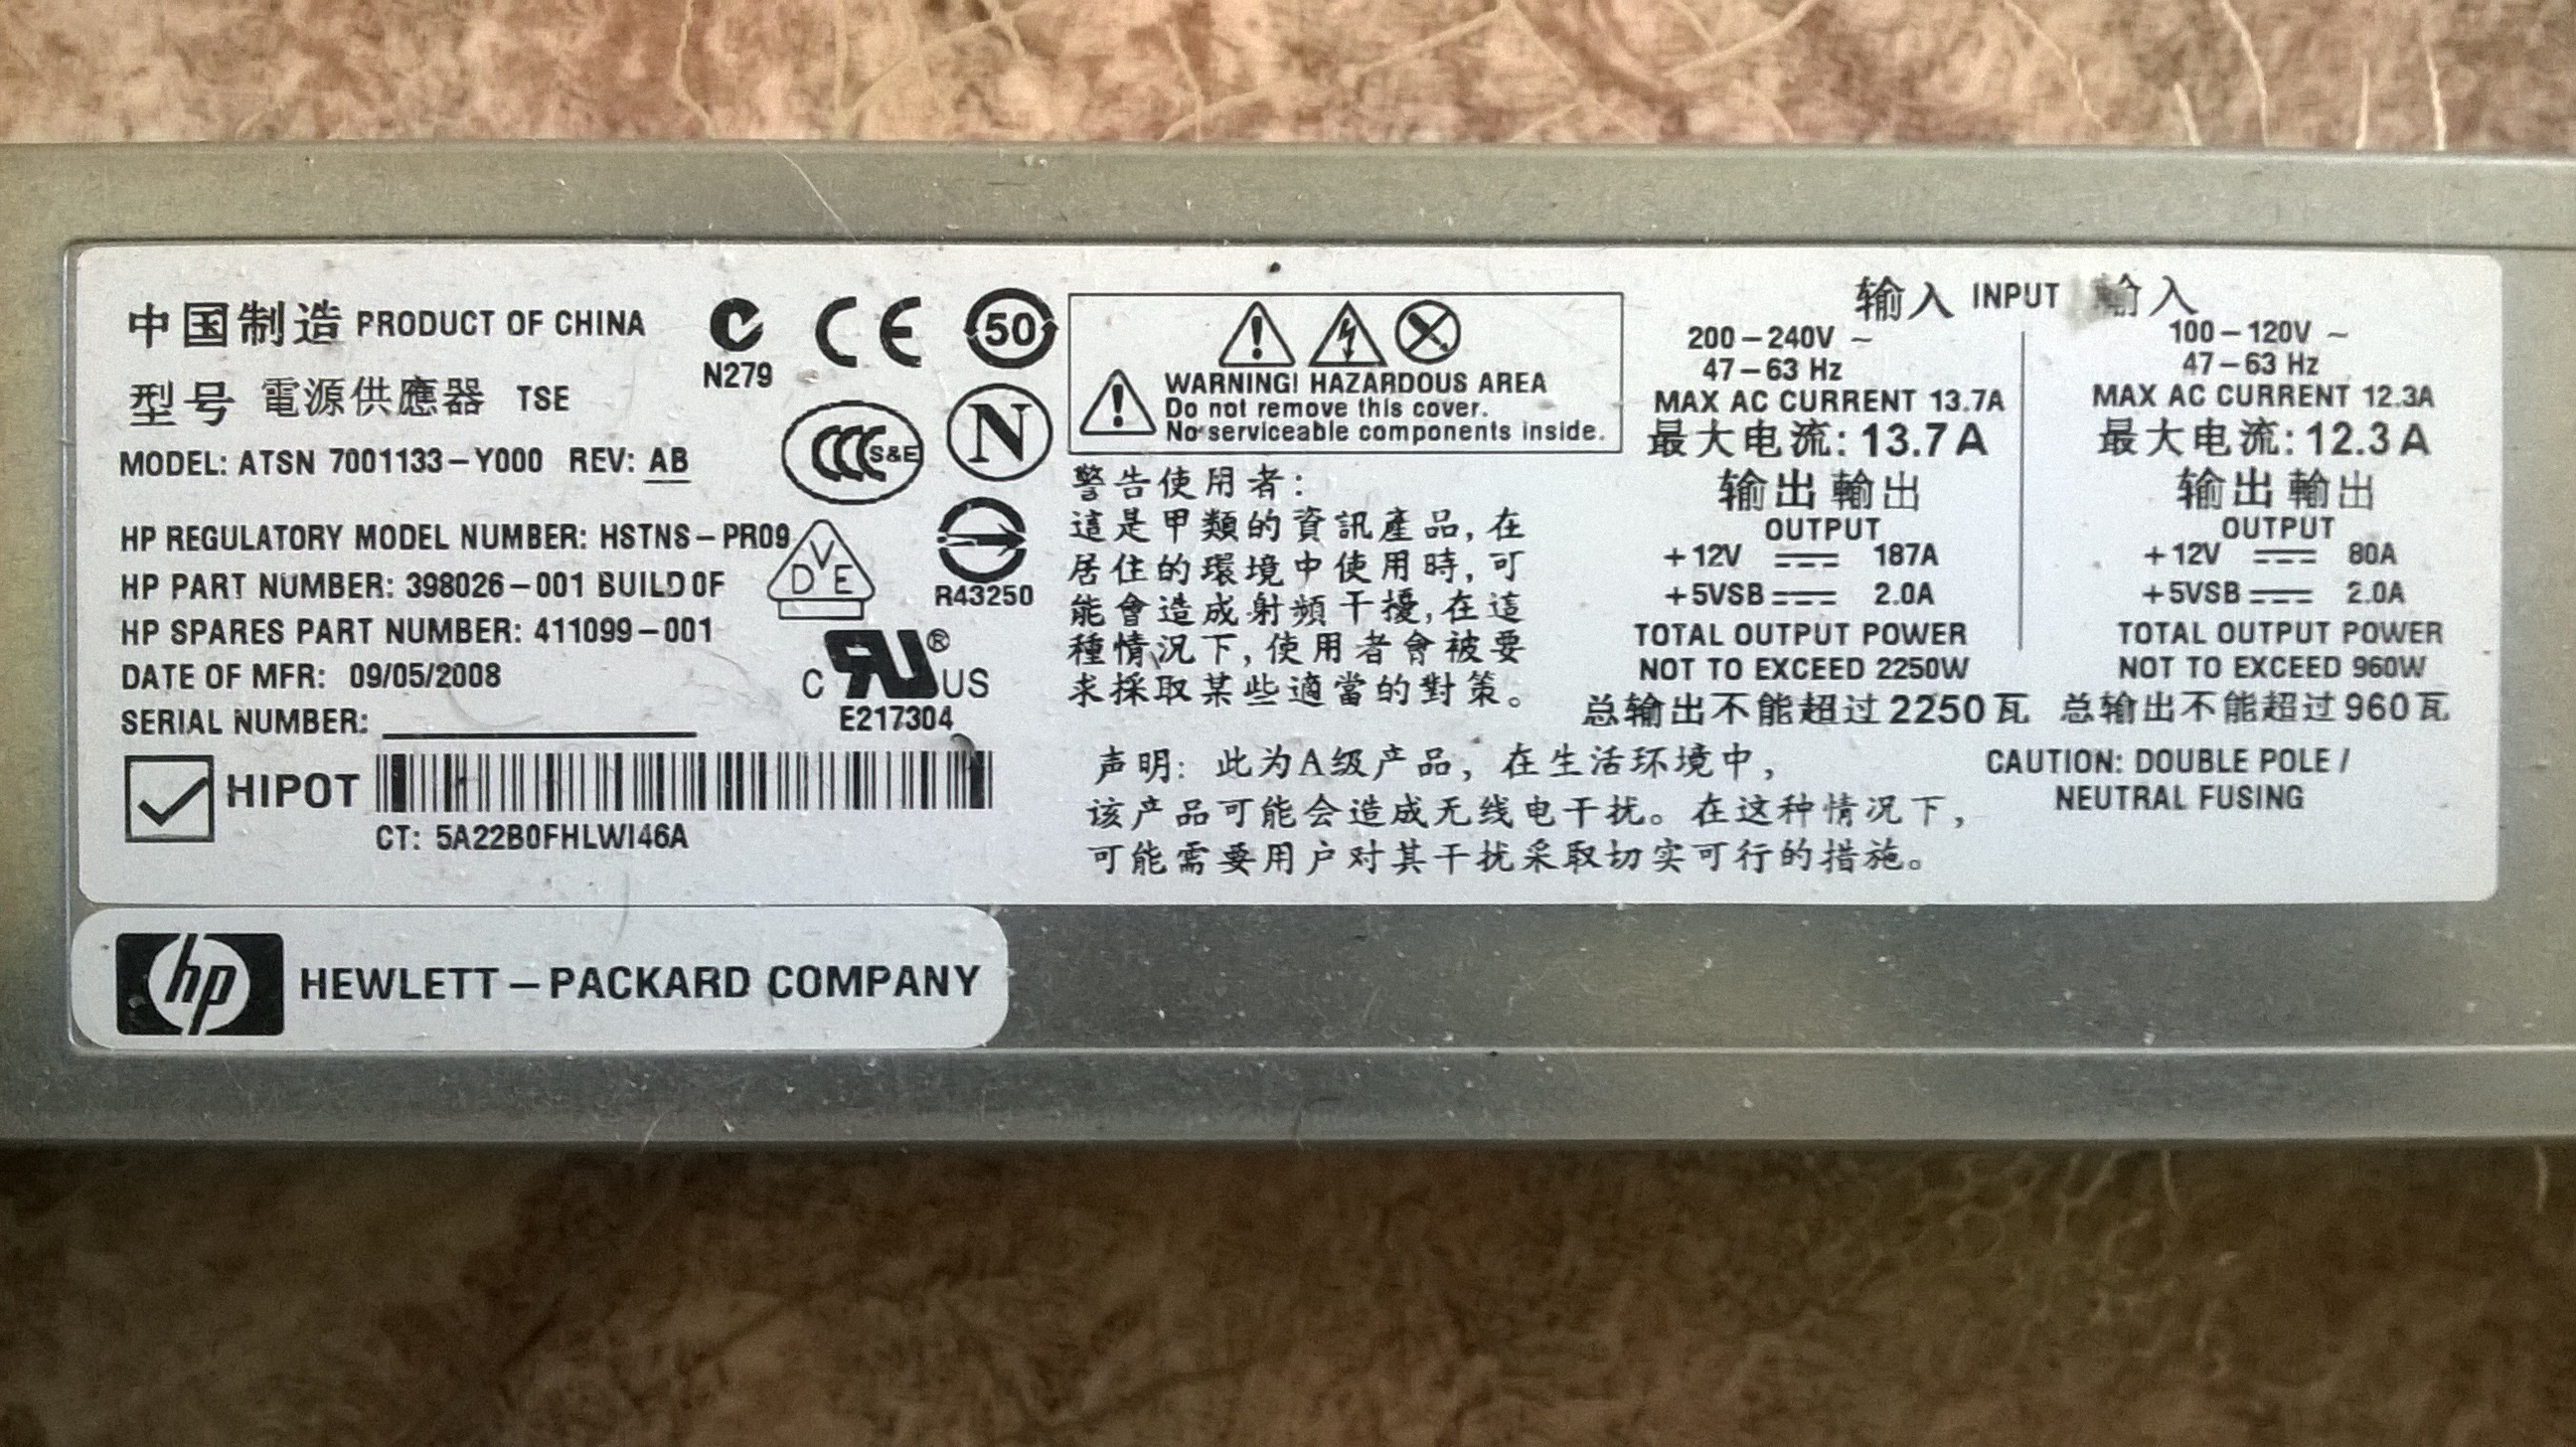 中国制造 PRODUCT OF CHINA
型号 電源供應器 TSE
MODEL: ATSN 7001133-Y000 REV: AB
HP REGULATORY MODEL NUMBER: HSTNS-PR09
HP PART NUMBER: 398026-001 BUILD OF
HP SPARES PART NUMBER: 411099-001
DATE OF MFR: 09/05/2008
SERIAL NUMBER:
HIPOT
CT: 5A22B0FHLWI46A
N279
CE
50
CCC S&E
N
VDE
R43250
C RU ® US
E217304
WARNING! HAZARDOUS AREA
Do not remove this cover.
No serviceable components inside.
警告使用者：
這是甲類的資訊產品，在
居住的環境中使用時，可
能會造成射頻干擾，在這
種情況下，使用者會被要
求採取某些適當的對策。
声明：此为A级产品，在生活环境中，
该产品可能会造成无线电干扰。在这种情况下，
可能需要用户对其干扰采取切实可行的措施。
输入 INPUT 輸入
200-240V ~
47-63 Hz
MAX AC CURRENT 13.7A
最大电流: 13.7A
输出 輸出
OUTPUT
+12V ⎓ 187A
+5VSB ⎓ 2.0A
TOTAL OUTPUT POWER
NOT TO EXCEED 2250W
总输出不能超过2250瓦
100-120V ~
47-63 Hz
MAX AC CURRENT 12.3A
最大电流: 12.3A
输出 輸出
OUTPUT
+12V ⎓ 80A
+5VSB ⎓ 2.0A
TOTAL OUTPUT POWER
NOT TO EXCEED 960W
总输出不能超过960瓦
CAUTION: DOUBLE POLE /
NEUTRAL FUSING
hp HEWLETT-PACKARD COMPANY